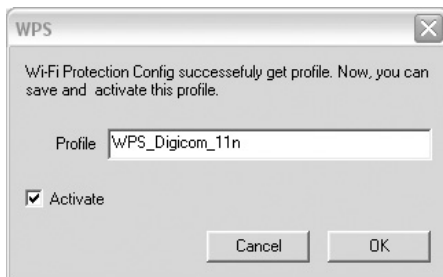 WPS
Wi-Fi Protection Config successefuly get profile. Now, you can
save and activate this profile.
Profile WPS_Digicom_11n
Activate
Cancel OK